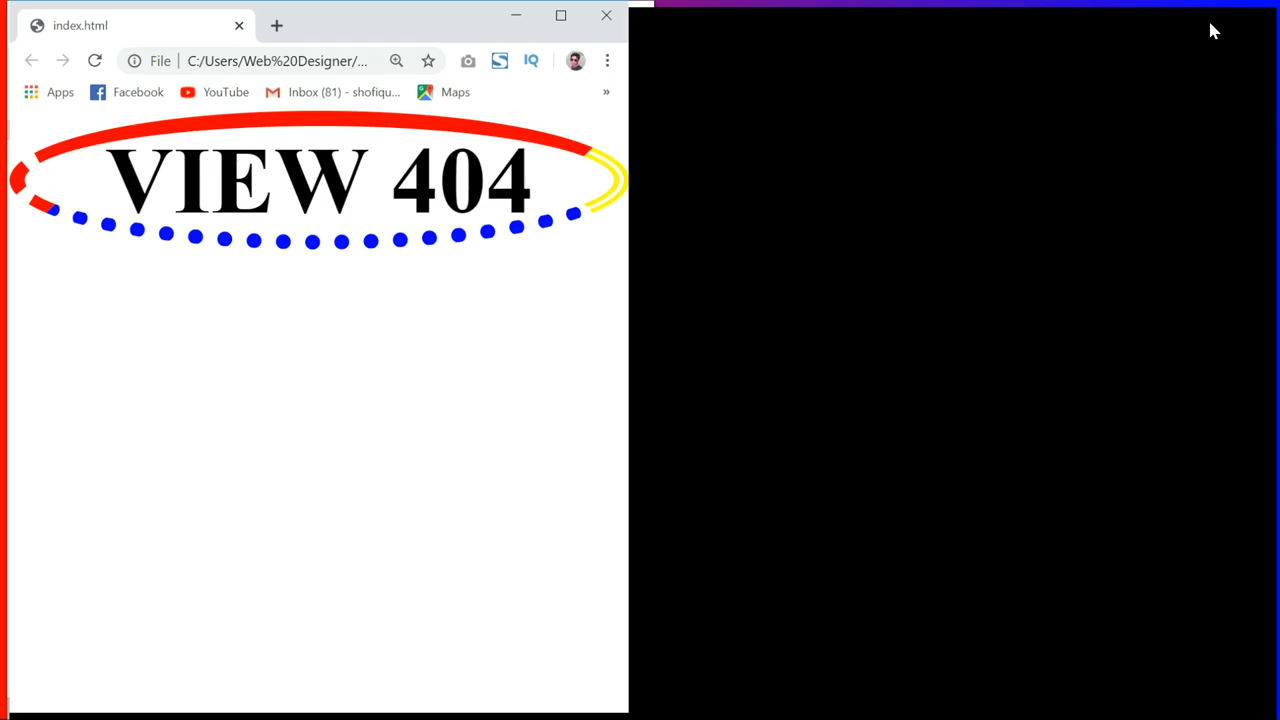 index.html
File C:/Users/Web%20Designer/...
Apps Facebook YouTube Inbox (81) - shofiqu... Maps »
VIEW 404